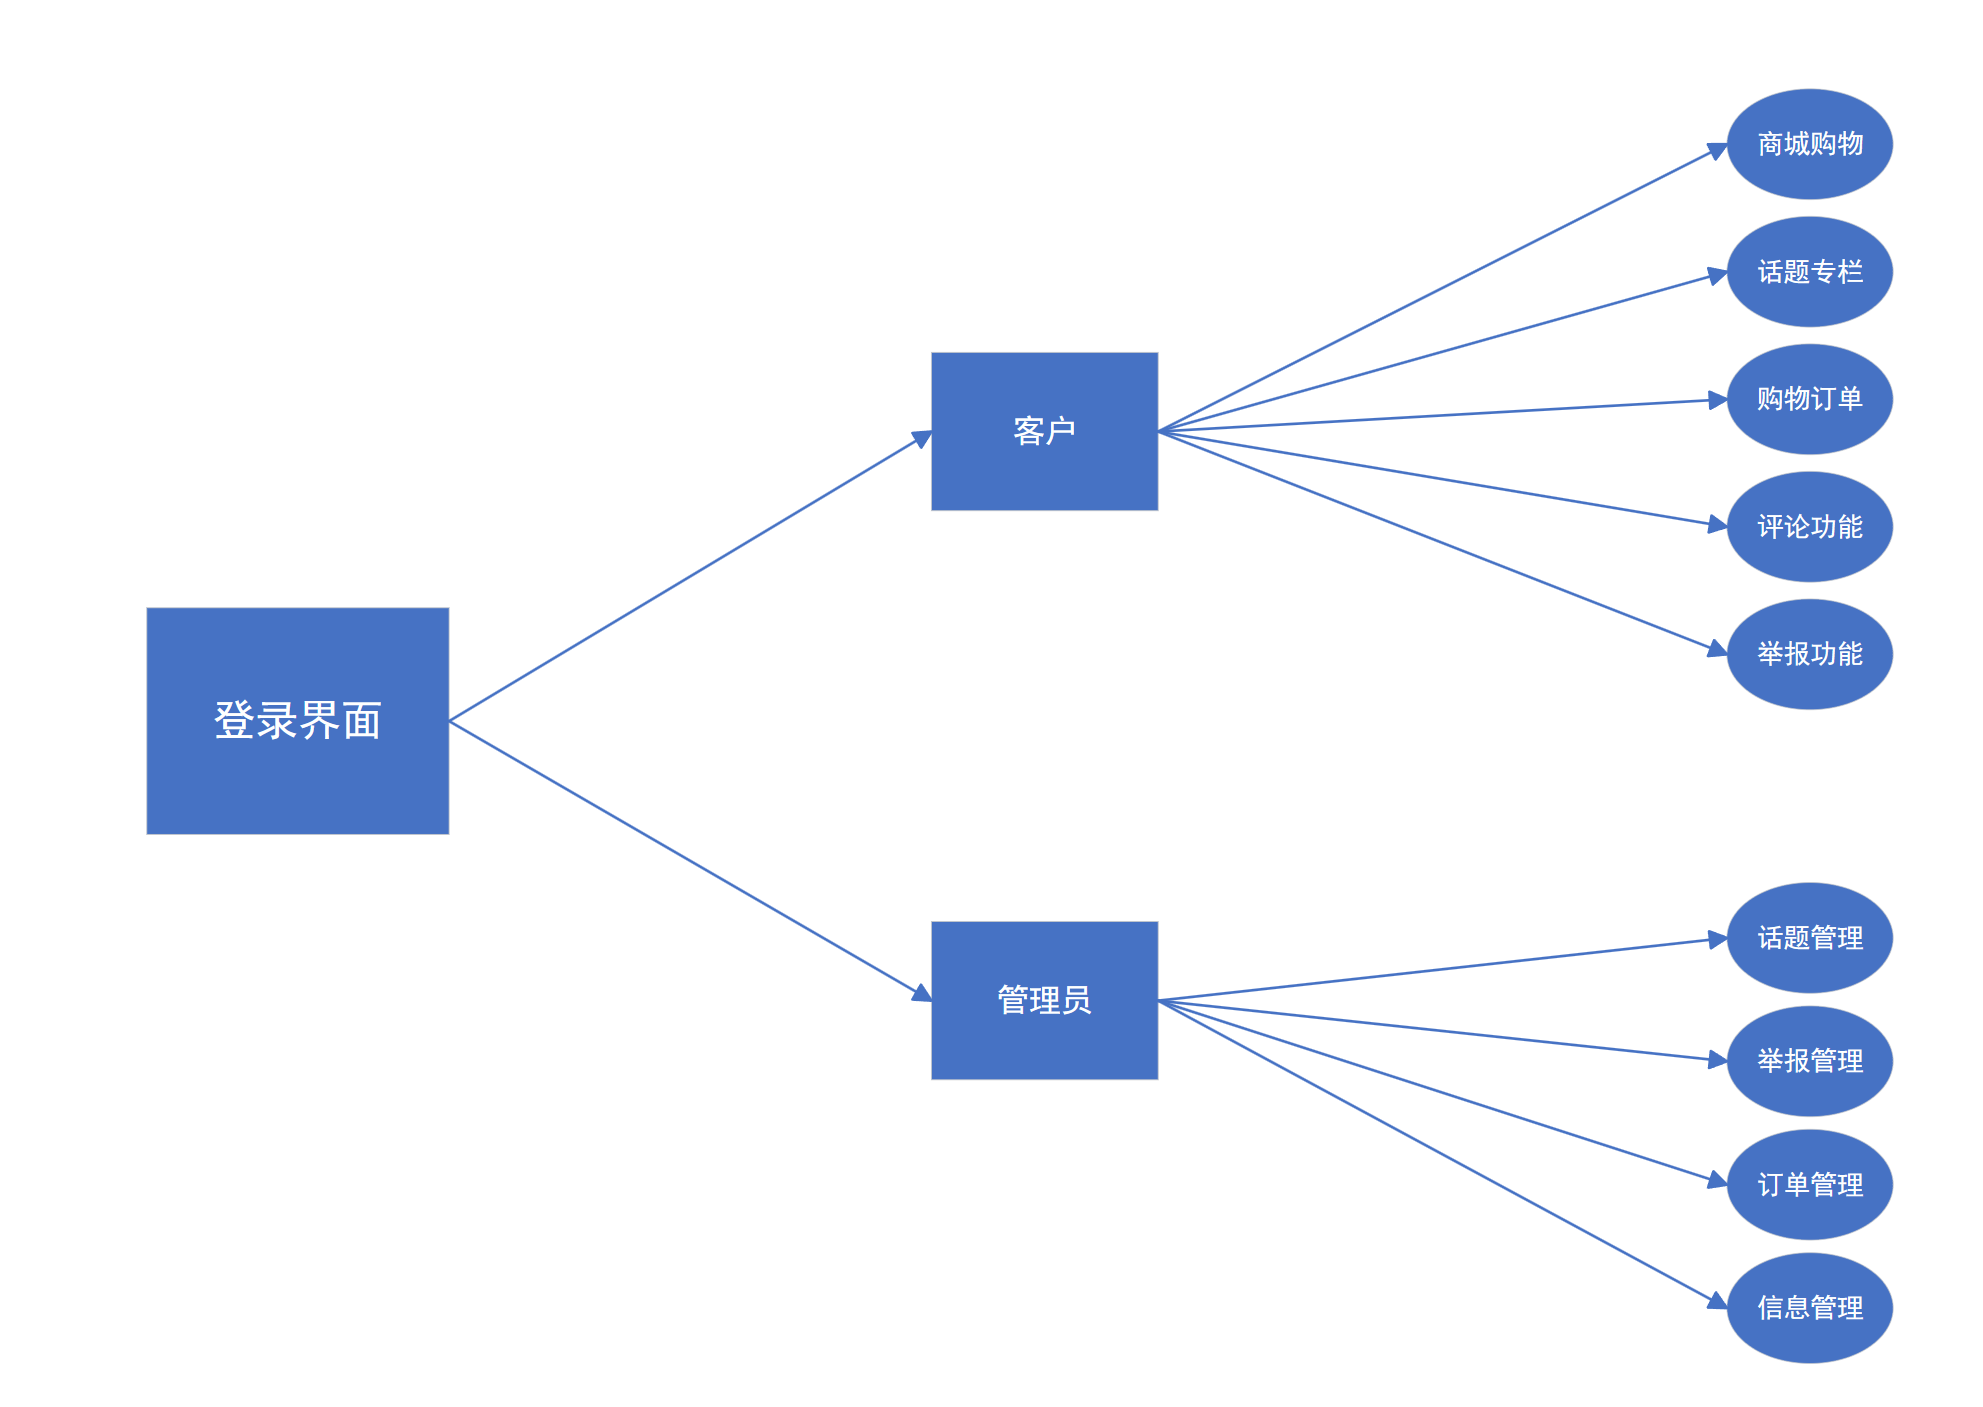 登录界面
客户
商城购物
话题专栏
购物订单
评论功能
举报功能
管理员
话题管理
举报管理
订单管理
信息管理